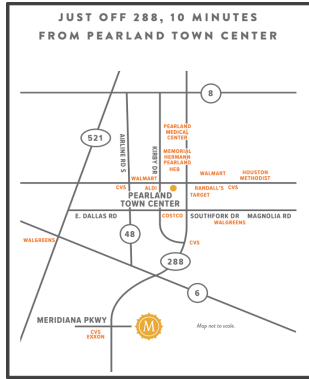 JUST OFF 288, 10 MINUTES
FROM PEARLAND TOWN CENTER
8
521
PEARLAND
MEDICAL
CENTER
AIRLINE RD S
KIRBY DR
MEMORIAL
HERMANN
PEARLAND
HEB
WALMART
WALMART
HOUSTON
METHODIST
CVS
ALDI
RANDALL'S
CVS
PEARLAND
TOWN CENTER
TARGET
E. DALLAS RD
COSTCO
SOUTHFORK DR
MAGNOLIA RD
WALGREENS
48
WALGREENS
CVS
288
6
MERIDIANA PKWY
M
Map not to scale.
CVS
EXXON